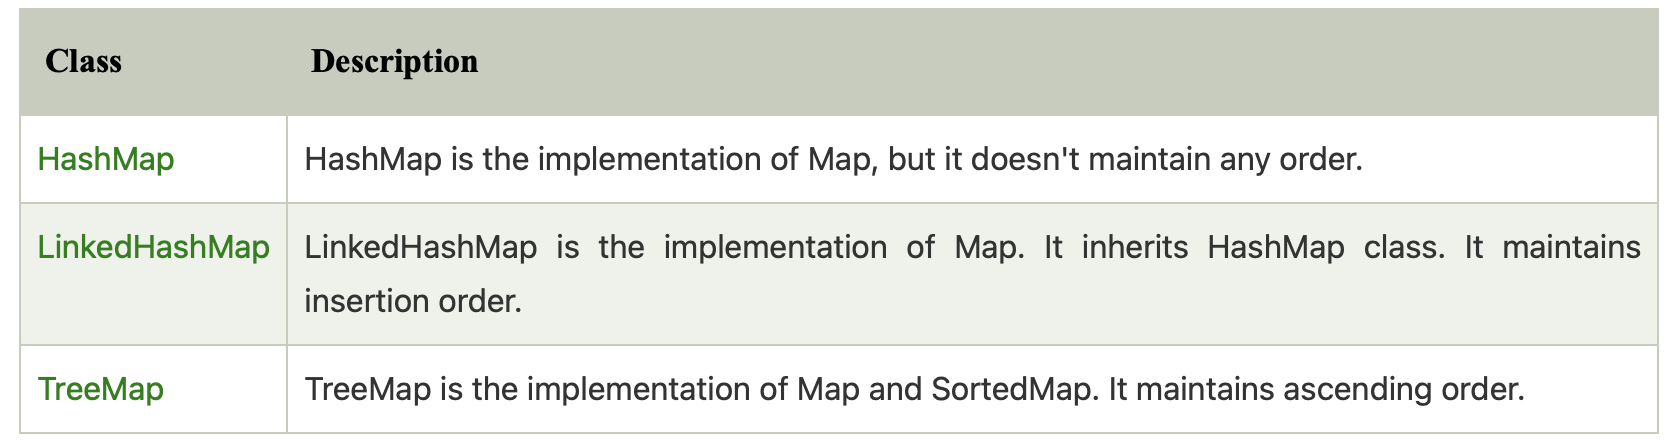 Class Description
HashMap HashMap is the implementation of Map, but it doesn't maintain any order.
LinkedHashMap LinkedHashMap is the implementation of Map. It inherits HashMap class. It maintains
insertion order.
TreeMap TreeMap is the implementation of Map and SortedMap. It maintains ascending order.